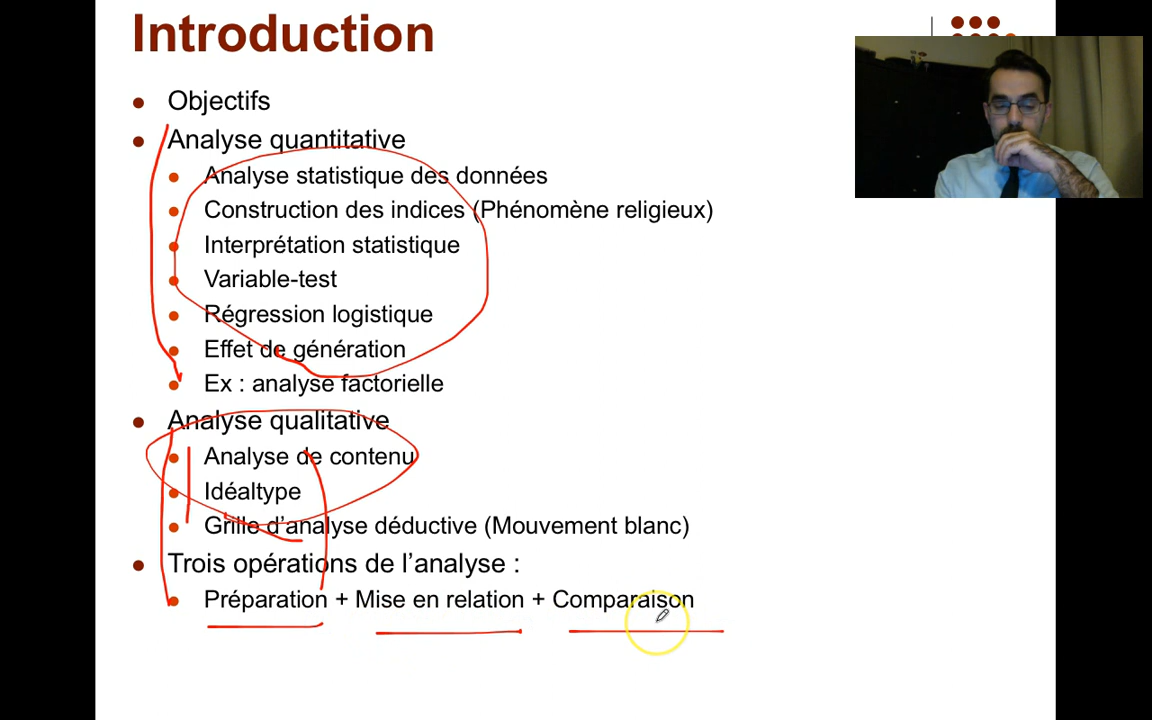 Introduction
Objectifs
Analyse quantitative
Analyse statistique des données
Construction des indices (Phénomène religieux)
Interprétation statistique
Variable-test
Régression logistique
Effet de génération
Ex : analyse factorielle
Analyse qualitative
Analyse de contenu
Idéaltype
Grille d’analyse déductive (Mouvement blanc)
Trois opérations de l’analyse :
Préparation + Mise en relation + Comparaison